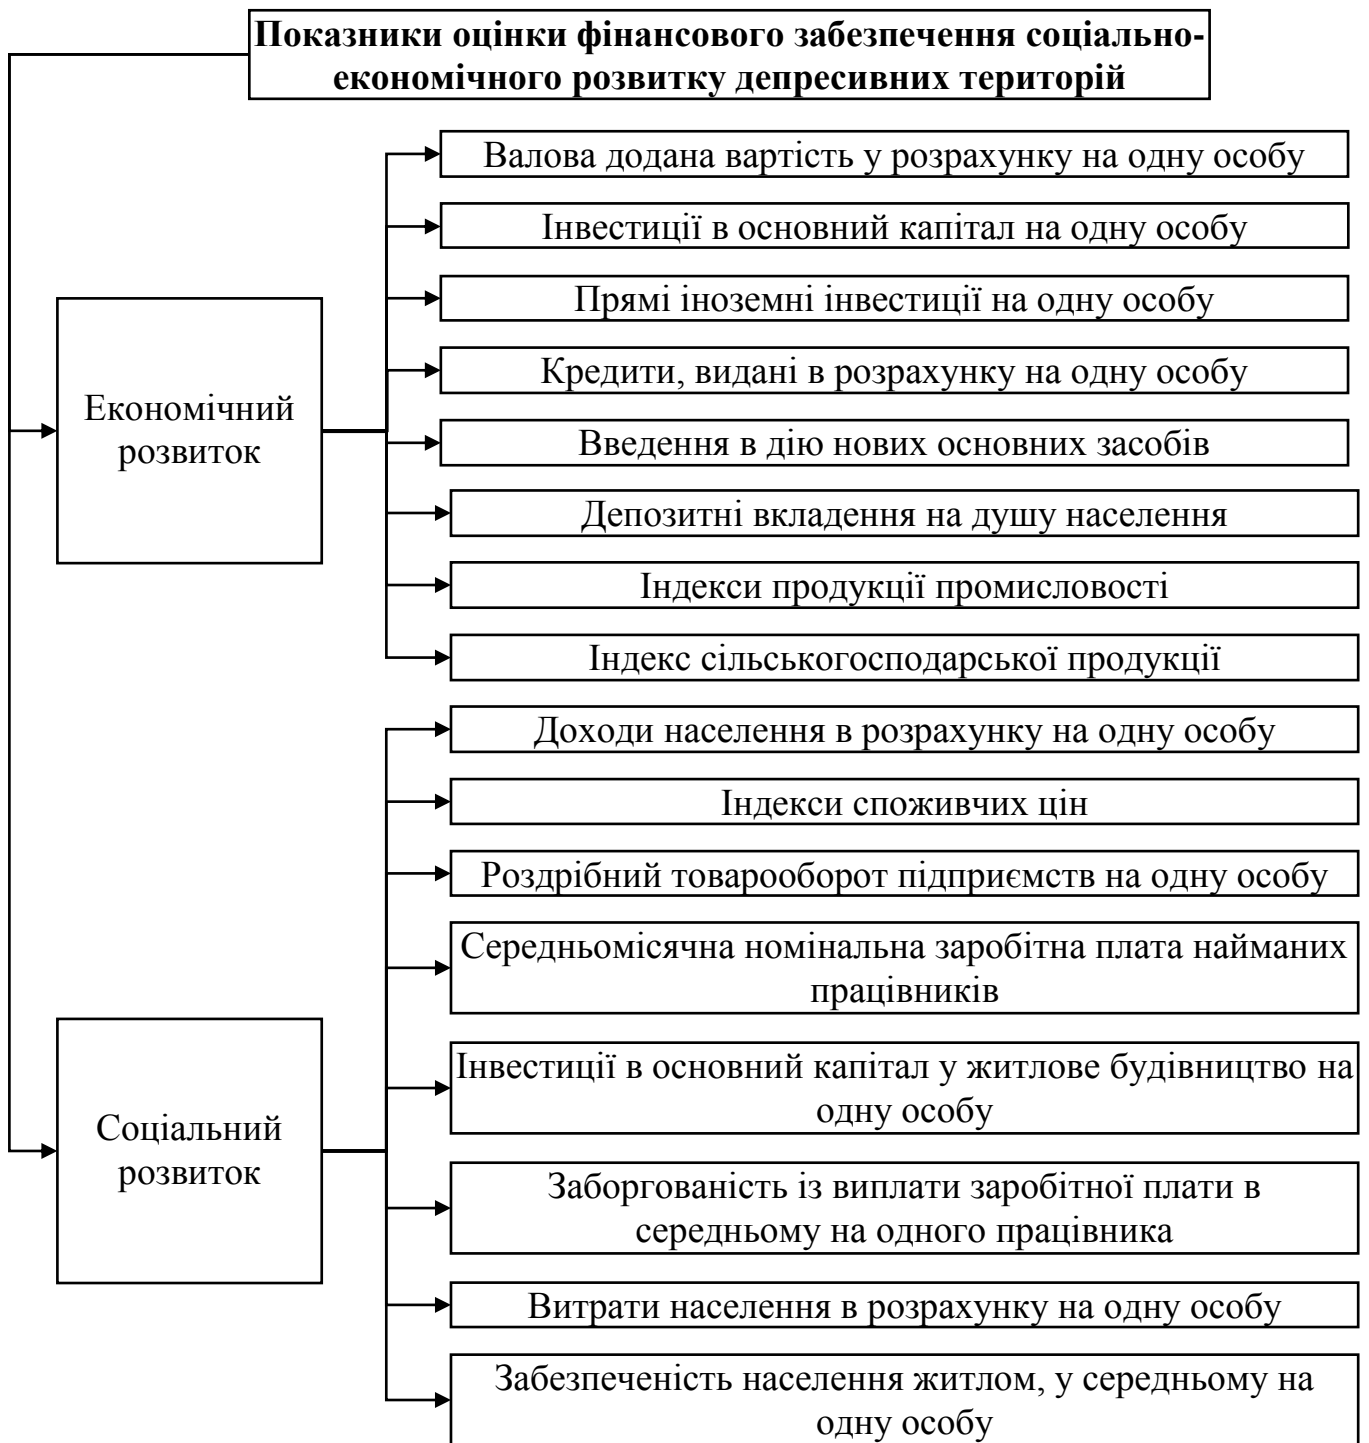 Показники оцінки фінансового забезпечення соціально-
економічного розвитку депресивних територій
Валова додана вартість у розрахунку на одну особу
Інвестиції в основний капітал на одну особу
Прямі іноземні інвестиції на одну особу
Кредити, видані в розрахунку на одну особу
Економічний
розвиток
Введення в дію нових основних засобів
Депозитні вкладення на душу населення
Індекси продукції промисловості
Індекс сільськогосподарської продукції
Доходи населення в розрахунку на одну особу
Індекси споживчих цін
Роздрібний товарооборот підприємств на одну особу
Середньомісячна номінальна заробітна плата найманих
працівників
Інвестиції в основний капітал у житлове будівництво на
одну особу
Соціальний
розвиток
Заборгованість із виплати заробітної плати в
середньому на одного працівника
Витрати населення в розрахунку на одну особу
Забезпеченість населення житлом, у середньому на
одну особу